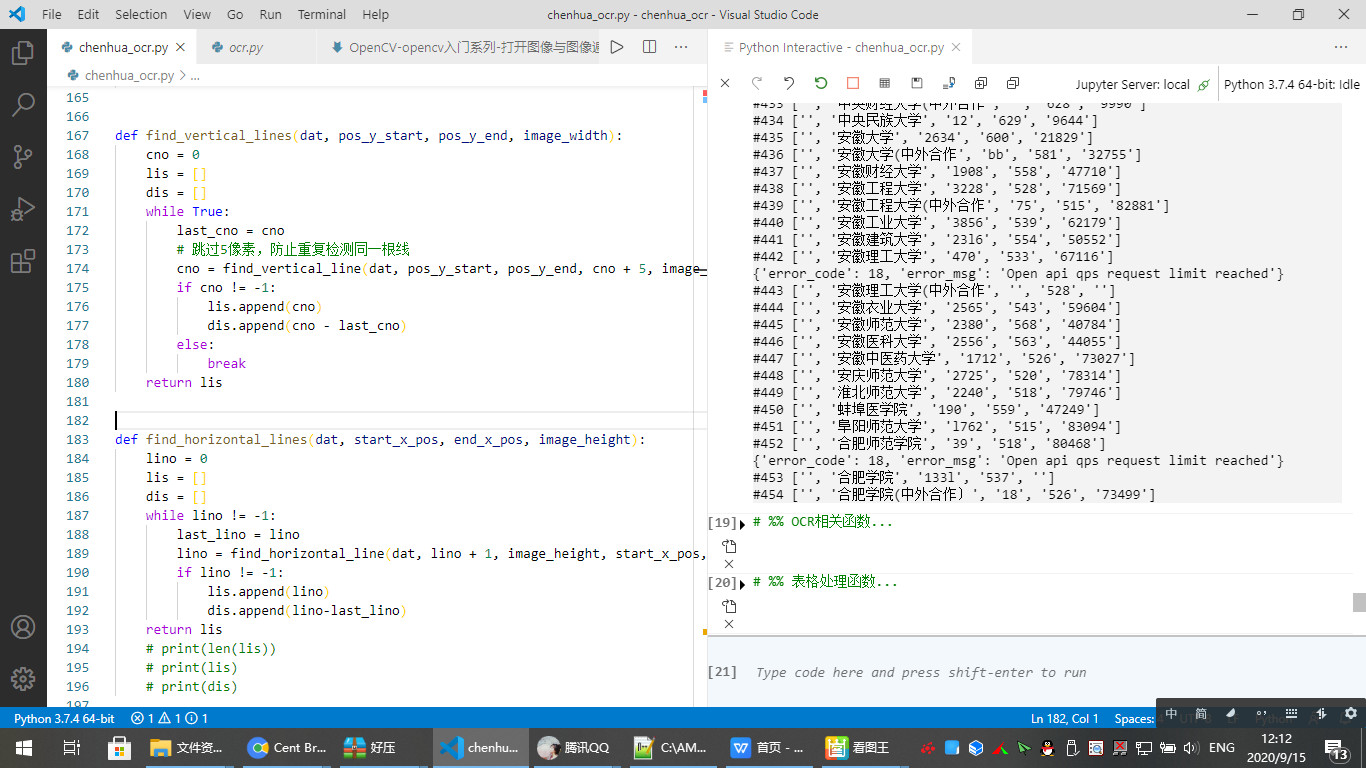 File Edit Selection View Go Run Terminal Help
chenhua_ocr.py - chenhua_ocr - Visual Studio Code
chenhua_ocr.py
ocr.py
OpenCV-opencv入门系列-打开图像与图像
chenhua_ocr.py > ...
165
166
167 def find_vertical_lines(dat, pos_y_start, pos_y_end, image_width):
168 cno = 0
169 lis = []
170 dis = []
171 while True:
172 last_cno = cno
173 # 跳过5像素，防止重复检测同一根线
174 cno = find_vertical_line(dat, pos_y_start, pos_y_end, cno + 5, image_
175 if cno != -1:
176 lis.append(cno)
177 dis.append(cno - last_cno)
178 else:
179 break
180 return lis
181
182
183 def find_horizontal_lines(dat, start_x_pos, end_x_pos, image_height):
184 lino = 0
185 lis = []
186 dis = []
187 while lino != -1:
188 last_lino = lino
189 lino = find_horizontal_line(dat, lino + 1, image_height, start_x_pos,
190 if lino != -1:
191 lis.append(lino)
192 dis.append(lino-last_lino)
193 return lis
194 # print(len(lis))
195 # print(lis)
196 # print(dis)
197
Python Interactive - chenhua_ocr.py
Jupyter Server: local
Python 3.7.4 64-bit: Idle
#433 ['', '中央财经大学(中外合作', '', '628', '9990']
#434 ['', '中央民族大学', '12', '629', '9644']
#435 ['', '安徽大学', '2634', '600', '21829']
#436 ['', '安徽大学(中外合作', 'bb', '581', '32755']
#437 ['', '安徽财经大学', 'l908', '558', '47710']
#438 ['', '安徽工程大学', '3228', '528', '71569']
#439 ['', '安徽工程大学(中外合作', '75', '515', '82881']
#440 ['', '安徽工业大学', '3856', '539', '62179']
#441 ['', '安徽建筑大学', '23l6', '554', '50552']
#442 ['', '安徽理工大学', '470', '533', '67116']
{'error_code': 18, 'error_msg': 'Open api qps request limit reached'}
#443 ['', '安徽理工大学(中外合作', '', '528', '']
#444 ['', '安徽衣业大学', '2565', '543', '59604']
#445 ['', '安徽师范大学', '2380', '568', '40784']
#446 ['', '安徽医科大学', '2556', '563', '44055']
#447 ['', '安徽中医药大学', '1712', '526', '73027']
#448 ['', '安庆师范大学', '2725', '520', '78314']
#449 ['', '淮北师范大学', '2240', '518', '79746']
#450 ['', '蚌埠医学院', '190', '559', '47249']
#451 ['', '阜阳师范大学', 'l762', '515', '83094']
#452 ['', '合肥师范学院', '39', '518', '80468']
{'error_code': 18, 'error_msg': 'Open api qps request limit reached'}
#453 ['', '合肥学院', '133l', '537', '']
#454 ['', '合肥学院(中外合作〕', '18', '526', '73499']
[19] # %% OCR相关函数...
[20] # %% 表格处理函数...
[21] Type code here and press shift-enter to run
Python 3.7.4 64-bit
1 1 1
Ln 182, Col 1
Spaces:
中 简
文件资...
Cent Br...
好压
chenhu...
腾讯QQ
C:\AM...
首页 - ...
看图王
ENG
12:12
2020/9/15
13